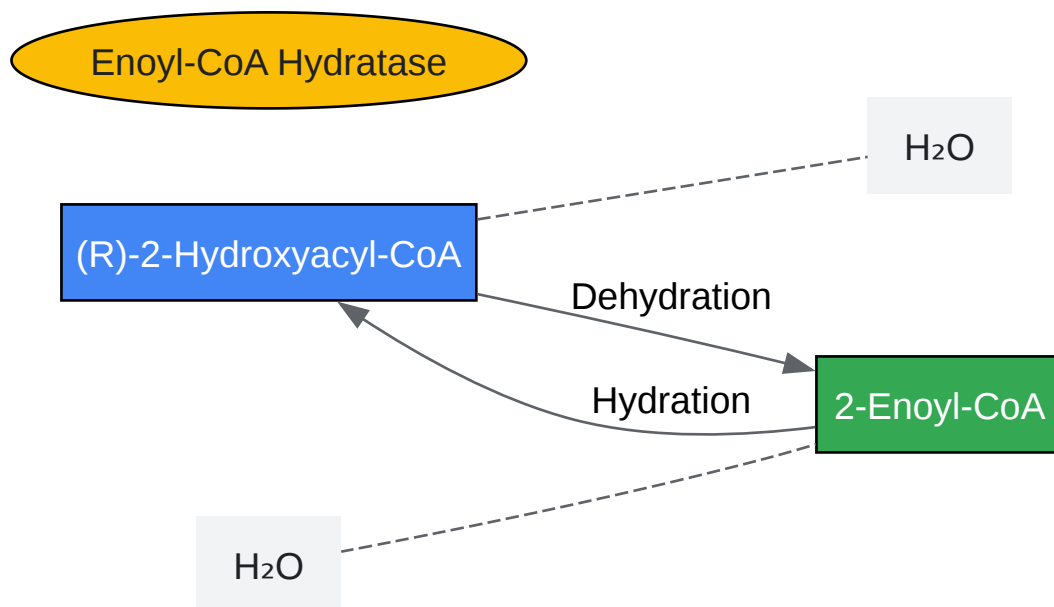 Enoyl-CoA Hydratase
H₂O
(R)-2-Hydroxyacyl-CoA
Dehydration
Hydration
2-Enoyl-CoA
H₂O